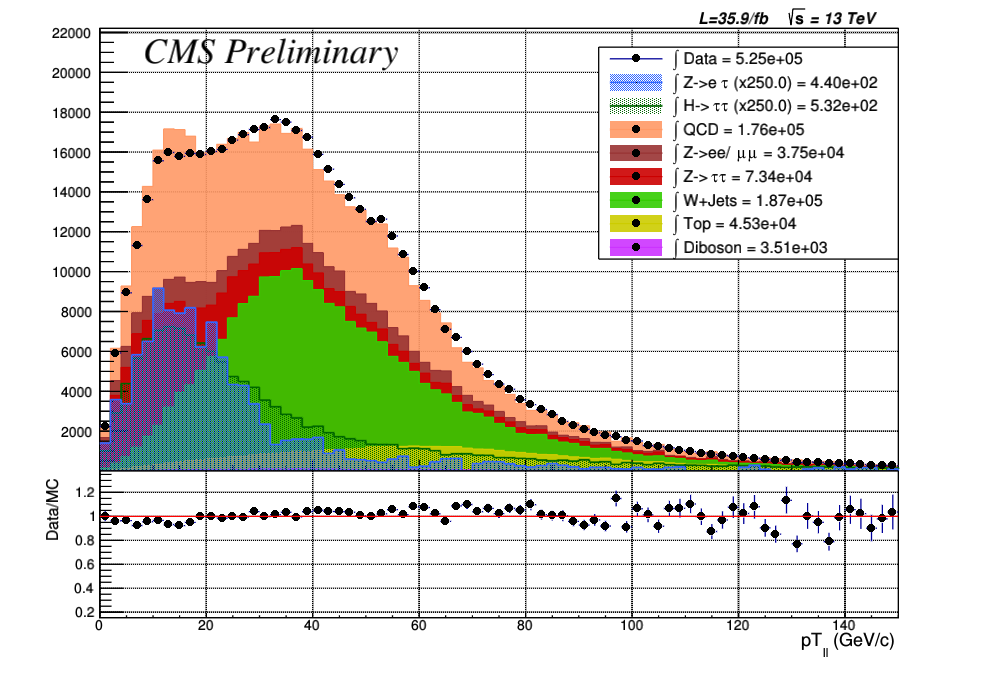 L=35.9/fb √s = 13 TeV
CMS Preliminary
22000
20000
18000
16000
14000
12000
10000
8000
6000
4000
2000
∫ Data = 5.25e+05
∫ Z->e τ (x250.0) = 4.40e+02
∫ H-> ττ (x250.0) = 5.32e+02
∫ QCD = 1.76e+05
∫ Z->ee/ μμ = 3.75e+04
∫ Z-> ττ = 7.34e+04
∫ W+Jets = 1.87e+05
∫ Top = 4.53e+04
∫ Diboson = 3.51e+03
Data/MC
1.2
1
0.8
0.6
0.4
0.2
0 20 40 60 80 100 120 140
pT_ll (GeV/c)